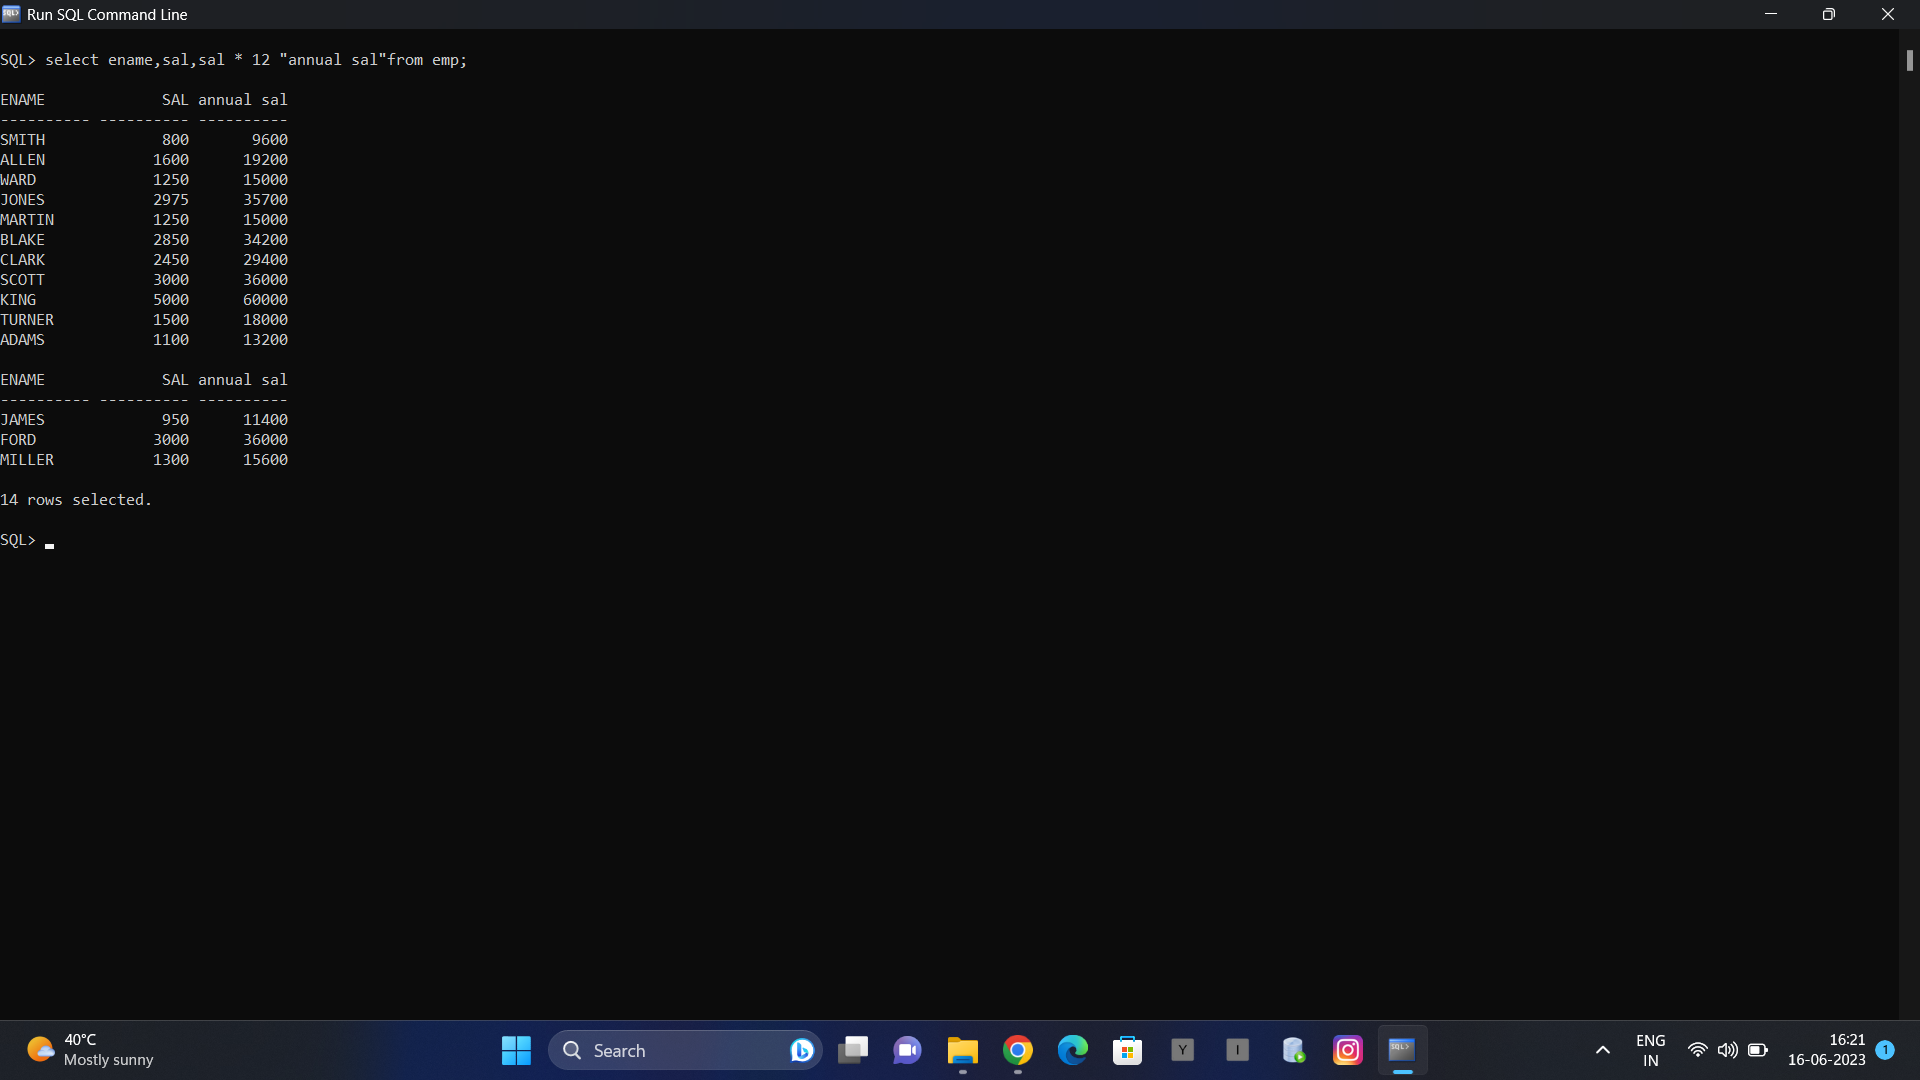 Run SQL Command Line
SQL> select ename,sal,sal * 12 "annual sal"from emp;
ENAME             SAL annual sal
---------- ---------- ----------
SMITH             800       9600
ALLEN            1600      19200
WARD             1250      15000
JONES            2975      35700
MARTIN           1250      15000
BLAKE            2850      34200
CLARK            2450      29400
SCOTT            3000      36000
KING             5000      60000
TURNER           1500      18000
ADAMS            1100      13200
ENAME             SAL annual sal
---------- ---------- ----------
JAMES             950      11400
FORD             3000      36000
MILLER           1300      15600
14 rows selected.
SQL>
40°C
Mostly sunny
Search
Y
I
SQL>
ENG
IN
16:21
16-06-2023
1